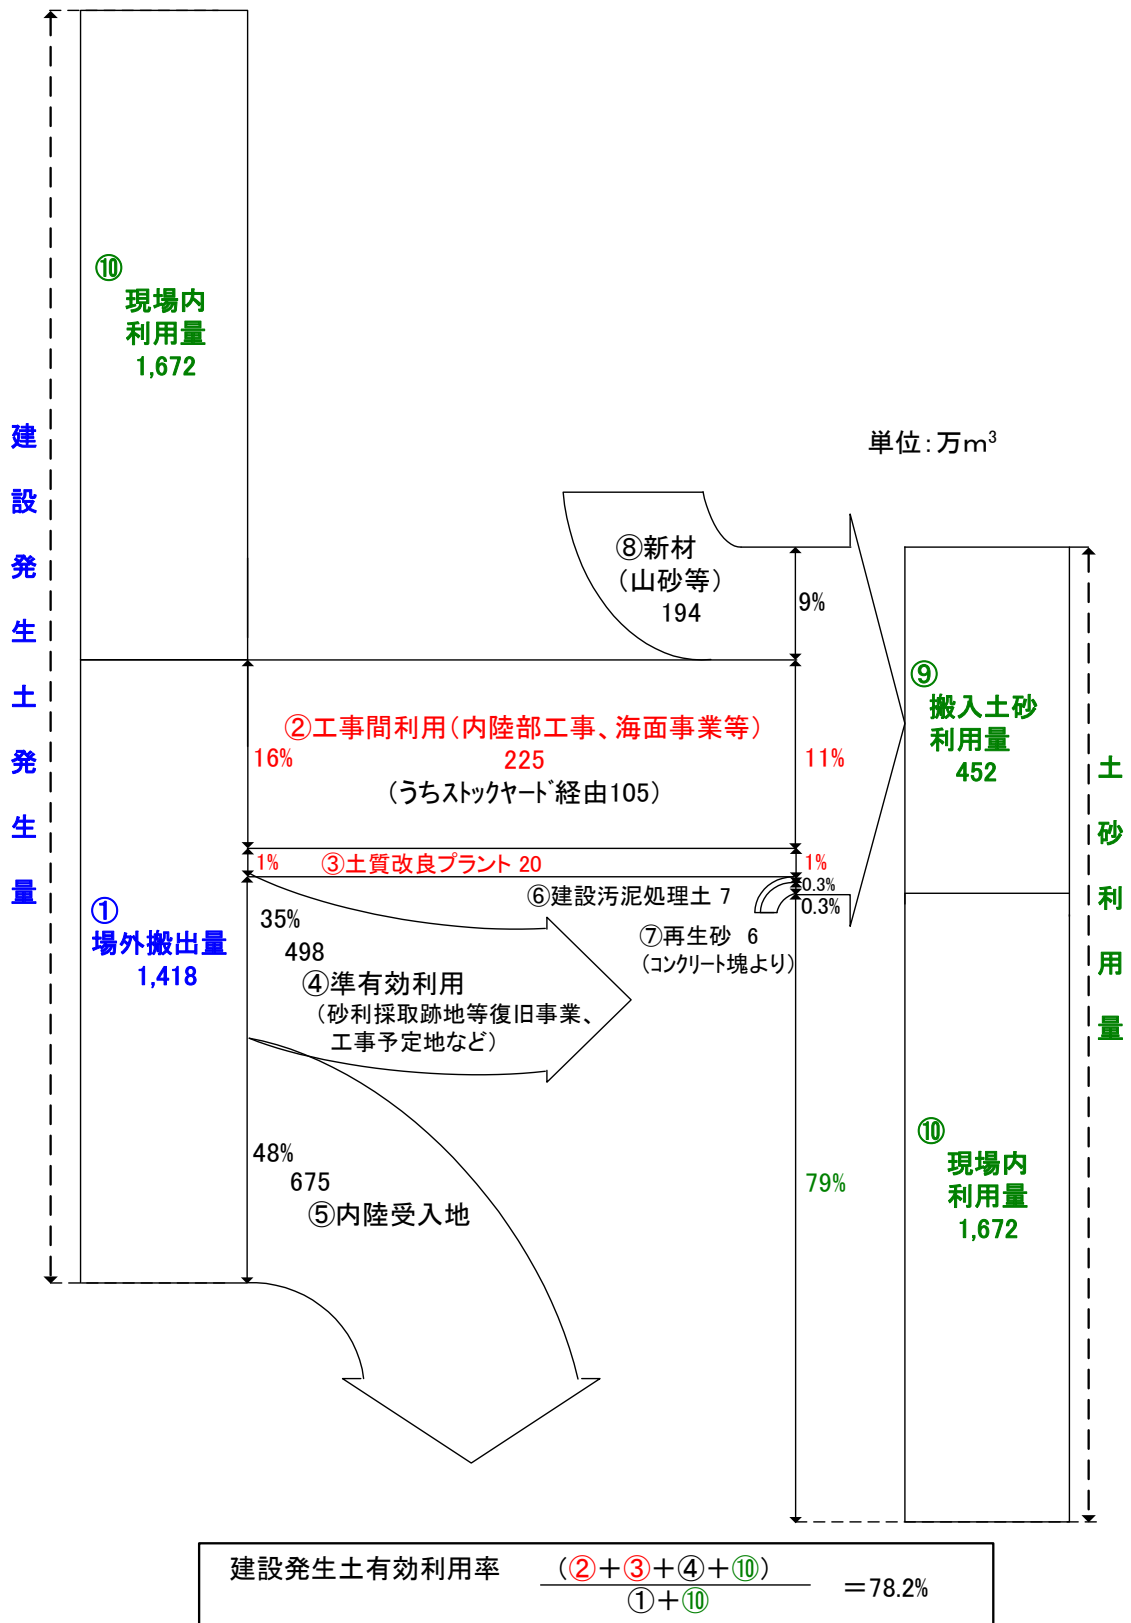 ⑩
現場内
利用量
1,672
建設発生土発生量
単位：万m³
⑧新材
（山砂等）
194
9%
②工事間利用（内陸部工事、海面事業等）
225
（うちストックヤード経由105）
16%
11%
⑨
搬入土砂
利用量
452
土砂利用量
1%
③土質改良プラント 20
1%
⑥建設汚泥処理土 7
0.3%
0.3%
⑦再生砂 6
（コンクリート塊より）
①
場外搬出量
1,418
35%
498
④準有効利用
（砂利採取跡地等復旧事業、
工事予定地など）
48%
675
⑤内陸受入地
79%
⑩
現場内
利用量
1,672
建設発生土有効利用率
（②＋③＋④＋⑩）
①＋⑩
＝78.2%